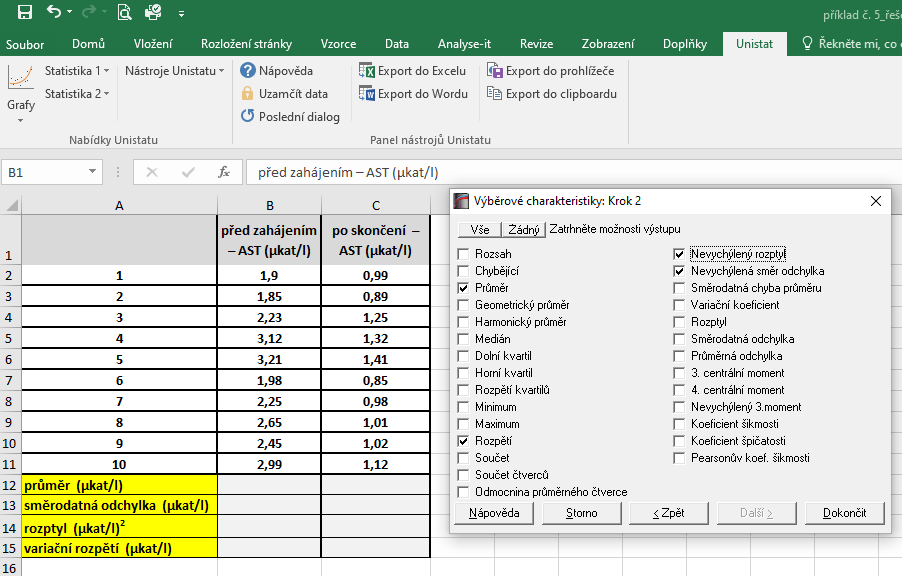 příklad č. 5_řeš
Soubor Domů Vložení Rozložení stránky Vzorce Data Analyse-it Revize Zobrazení Doplňky Unistat Řekněte mi, co
Grafy
Statistika 1
Statistika 2
Nástroje Unistatu
Nabídky Unistatu
Nápověda
Uzamčít data
Poslední dialog
Export do Excelu
Export do Wordu
Export do prohlížeče
Export do clipboardu
Panel nástrojů Unistatu
B1 fx před zahájením – AST (µkat/l)
A B C
1 před zahájením – AST (µkat/l) po skončení – AST (µkat/l)
2 1 1,9 0,99
3 2 1,85 0,89
4 3 2,23 1,25
5 4 3,12 1,32
6 5 3,21 1,41
7 6 1,98 0,85
8 7 2,25 0,98
9 8 2,65 1,01
10 9 2,45 1,02
11 10 2,99 1,12
12 průměr (µkat/l)
13 směrodatná odchylka (µkat/l)
14 rozptyl (µkat/l)²
15 variační rozpětí (µkat/l)
16
Výběrové charakteristiky: Krok 2
Vše Žádný Zatrhněte možnosti výstupu
Rozsah
Chybějící
Průměr
Geometrický průměr
Harmonický průměr
Medián
Dolní kvartil
Horní kvartil
Rozpětí kvartilů
Minimum
Maximum
Rozpětí
Součet
Součet čtverců
Odmocnina průměrného čtverce
Nevychýlený rozptyl
Nevychýlená směr odchylka
Směrodatná chyba průměru
Variační koeficient
Rozptyl
Směrodatná odchylka
Průměrná odchylka
3. centrální moment
4. centrální moment
Nevychýlený 3.moment
Koeficient šikmosti
Koeficient špičatosti
Pearsonův koef. šikmosti
Nápověda Storno < Zpět Další > Dokončit